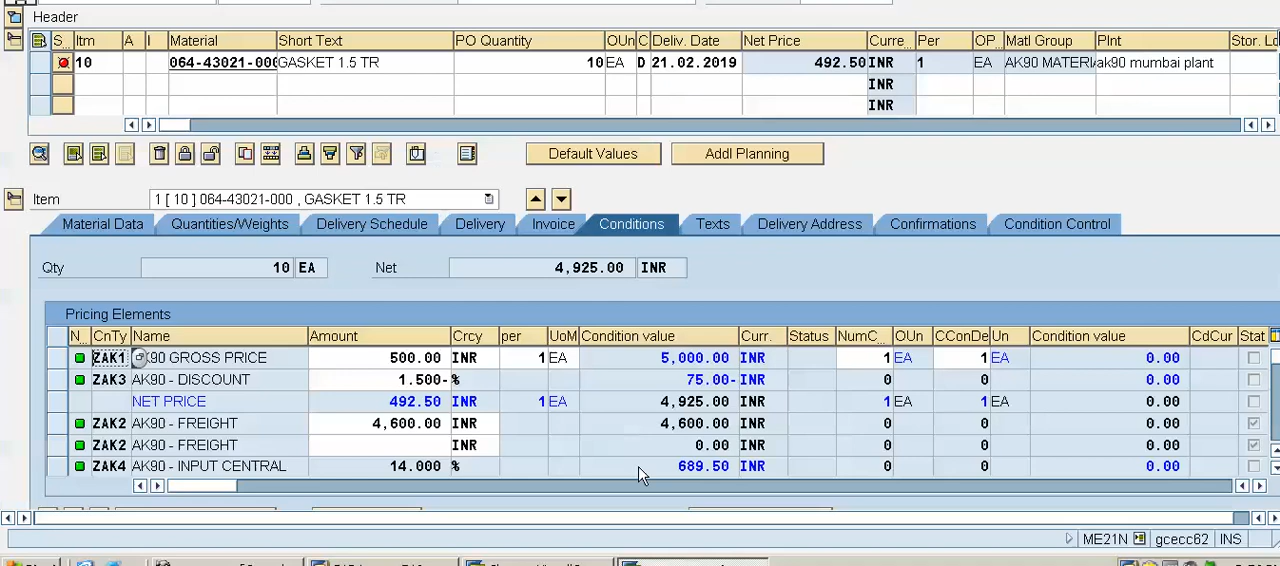 Header
S... Itm A I Material Short Text PO Quantity OUn C Deliv. Date Net Price Curre... Per OP... Matl Group Plnt Stor. Lo
10 064-43021-000 GASKET 1.5 TR 10 EA D 21.02.2019 492.50 INR 1 EA AK90 MATERI ak90 mumbai plant
INR
INR
Default Values Addl Planning
Item 1 [ 10 ] 064-43021-000 , GASKET 1.5 TR
Material Data Quantities/Weights Delivery Schedule Delivery Invoice Conditions Texts Delivery Address Confirmations Condition Control
Qty 10 EA Net 4,925.00 INR
Pricing Elements
N... CnTy Name Amount Crcy per UoM Condition value Curr. Status NumC... OUn CConDe Un Condition value CdCur Stat
ZAK1 K90 GROSS PRICE 500.00 INR 1 EA 5,000.00 INR 1 EA 1 EA 0.00
ZAK3 AK90 - DISCOUNT 1.500- % 75.00- INR 0 0 0.00
NET PRICE 492.50 INR 1 EA 4,925.00 INR 1 EA 1 EA 0.00
ZAK2 AK90 - FREIGHT 4,600.00 INR 4,600.00 INR 0 0 0.00
ZAK2 AK90 - FREIGHT INR 0.00 INR 0 0 0.00
ZAK4 AK90 - INPUT CENTRAL 14.000 % 689.50 INR 0 0 0.00
ME21N gcecc62 INS